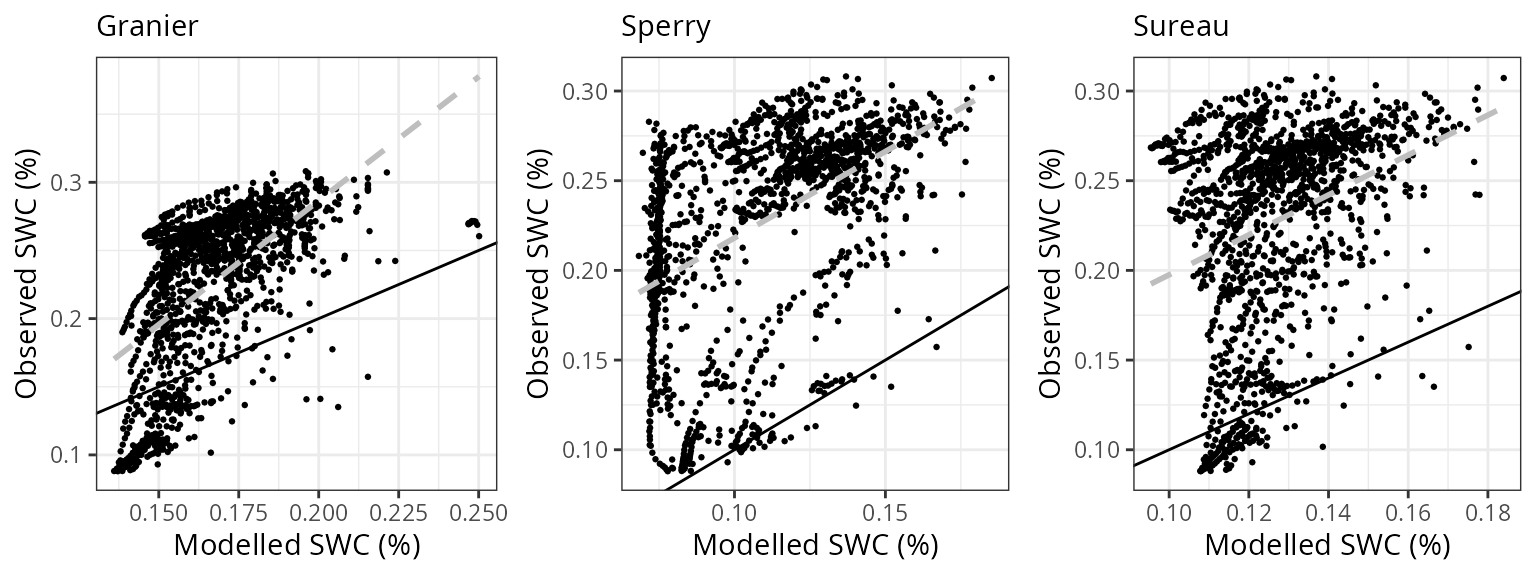 Granier
Observed SWC (%)
0.3
0.2
0.1
0.150 0.175 0.200 0.225 0.250
Modelled SWC (%)
Sperry
Observed SWC (%)
0.30
0.25
0.20
0.15
0.10
0.10 0.15
Modelled SWC (%)
Sureau
Observed SWC (%)
0.30
0.25
0.20
0.15
0.10
0.10 0.12 0.14 0.16 0.18
Modelled SWC (%)